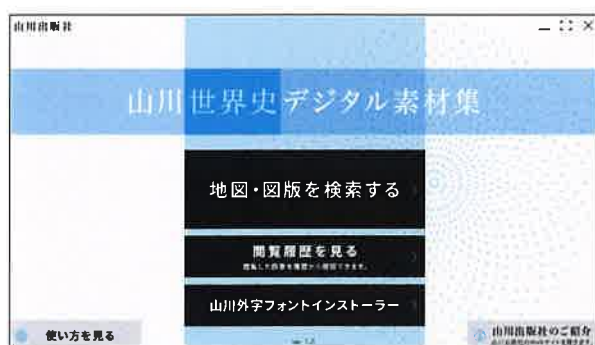 山川出版社
山川世界史デジタル素材集
地図・図版を検索する
閲覧履歴を見る
山川外字フォントインストーラー
使い方を見る
山川出版社のご紹介